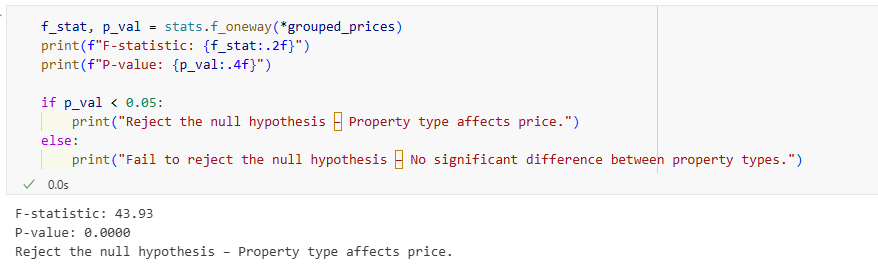 f_stat, p_val = stats.f_oneway(*grouped_prices)
print(f"F-statistic: {f_stat:.2f}")
print(f"P-value: {p_val:.4f}")
if p_val < 0.05:
print("Reject the null hypothesis – Property type affects price.")
else:
print("Fail to reject the null hypothesis – No significant difference between property types.")
0.0s
F-statistic: 43.93
P-value: 0.0000
Reject the null hypothesis – Property type affects price.